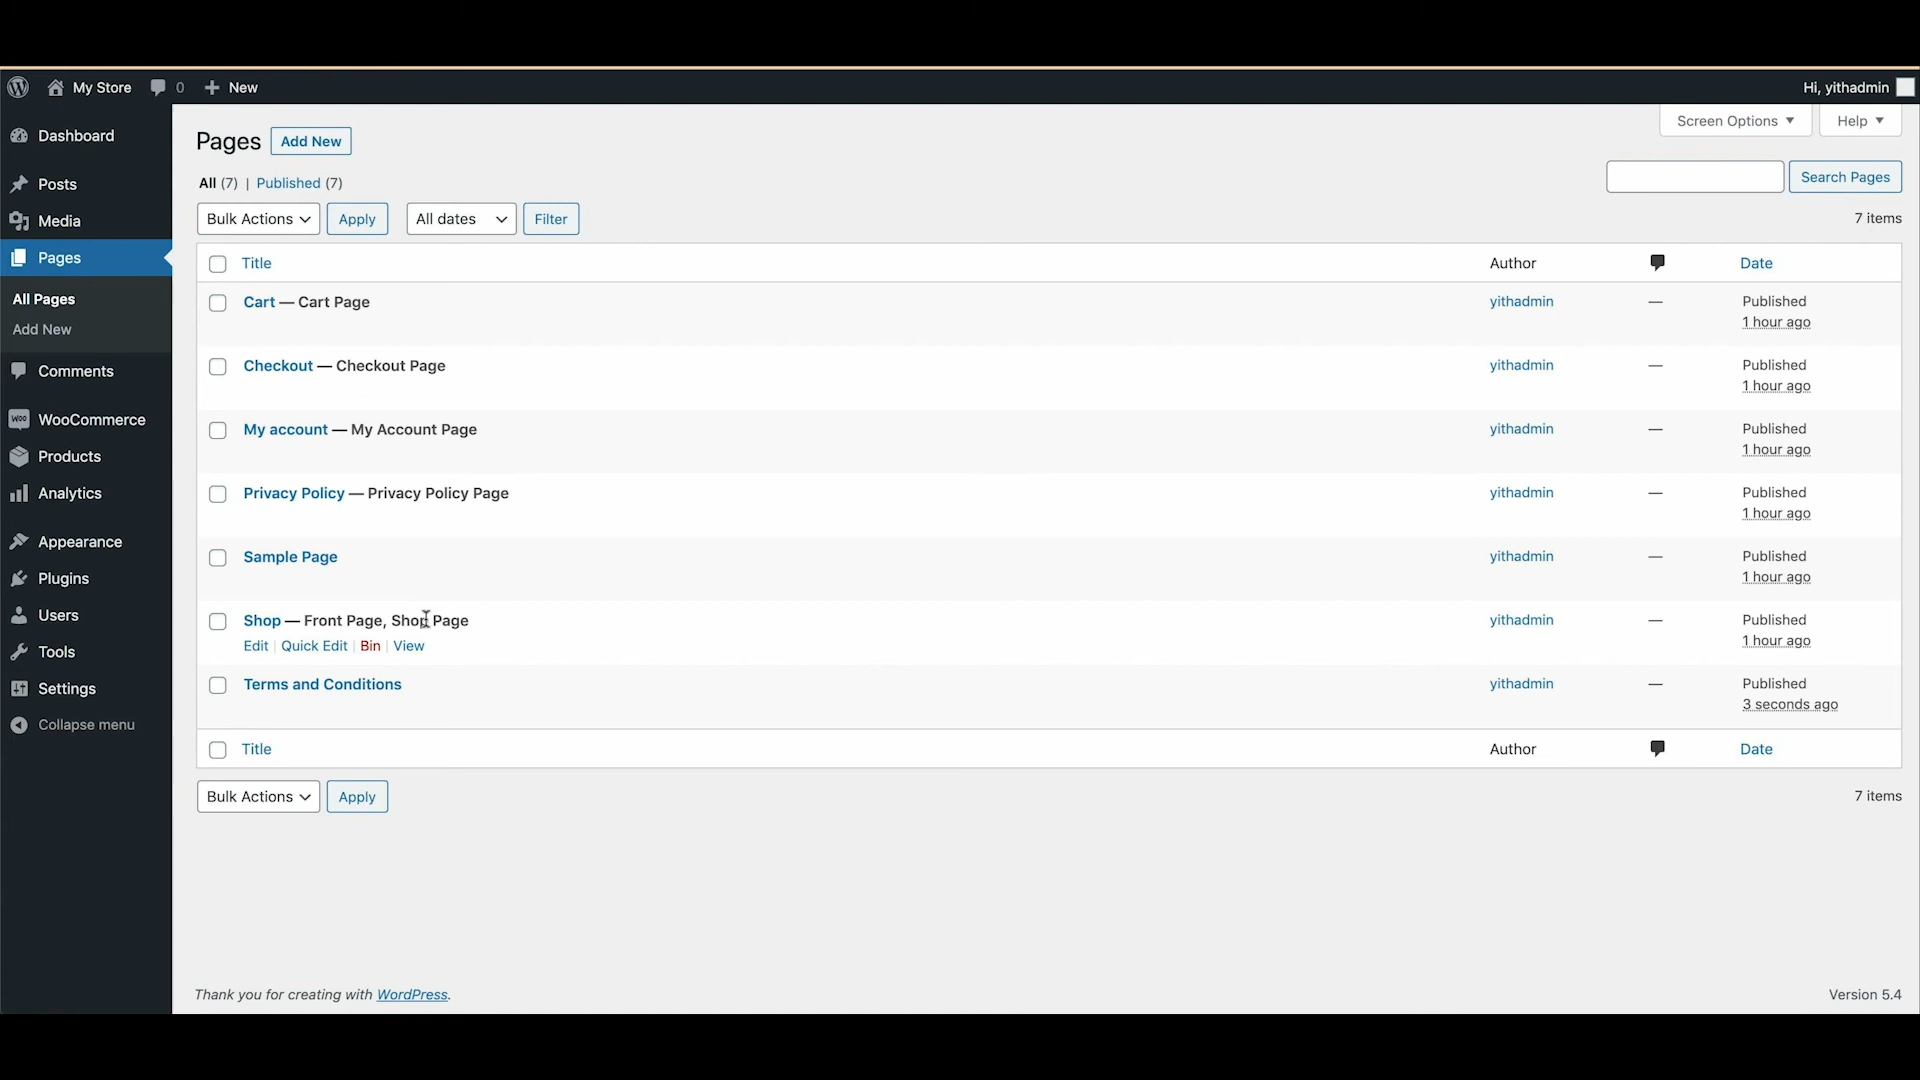 My Store 0 New Hi, yithadmin
Dashboard
Posts
Media
Pages
All Pages
Add New
Comments
WooCommerce
Products
Analytics
Appearance
Plugins
Users
Tools
Settings
Collapse menu
Screen Options Help
Pages Add New
All (7) | Published (7)
Search Pages
Bulk Actions Apply All dates Filter 7 items
Title Author Date
Cart — Cart Page yithadmin — Published
1 hour ago
Checkout — Checkout Page yithadmin — Published
1 hour ago
My account — My Account Page yithadmin — Published
1 hour ago
Privacy Policy — Privacy Policy Page yithadmin — Published
1 hour ago
Sample Page yithadmin — Published
1 hour ago
Shop — Front Page, Shop Page yithadmin — Published
Edit | Quick Edit | Bin | View 1 hour ago
Terms and Conditions yithadmin — Published
3 seconds ago
Title Author Date
Bulk Actions Apply 7 items
Thank you for creating with WordPress. Version 5.4